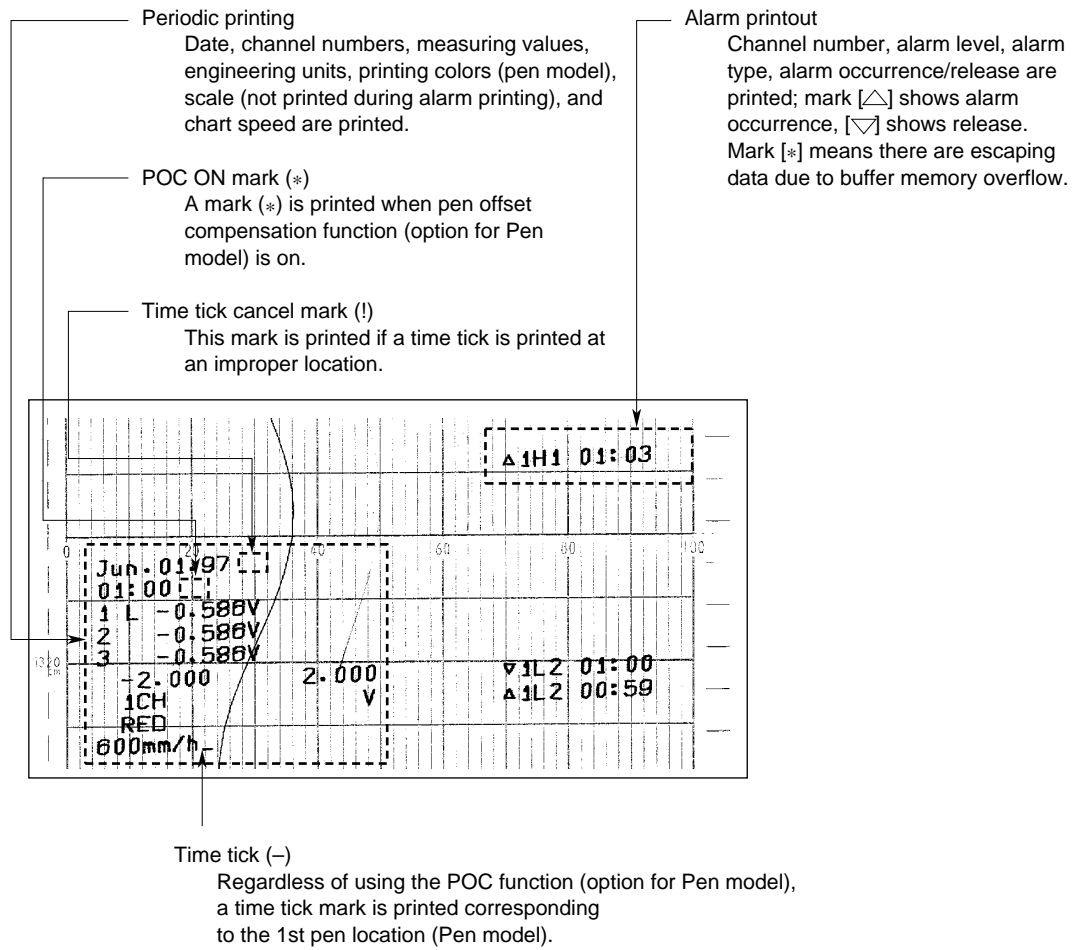 Periodic printing
Date, channel numbers, measuring values,
engineering units, printing colors (pen model),
scale (not printed during alarm printing), and
chart speed are printed.
Alarm printout
Channel number, alarm level, alarm
type, alarm occurrence/release are
printed; mark [△] shows alarm
occurrence, [▽] shows release.
Mark [*] means there are escaping
data due to buffer memory overflow.
POC ON mark (*)
A mark (*) is printed when pen offset
compensation function (option for Pen
model) is on.
Time tick cancel mark (!)
This mark is printed if a time tick is printed at
an improper location.
△1H1 01:03
0 20 40 60 80 100
Jun.01.97
01:00
1 L -0.586V
2 -0.586V
3 -0.586V
-2.000 2.000
1CH V
RED
600mm/h_
1320
cm
▽1L2 01:00
△1L2 00:59
Time tick (–)
Regardless of using the POC function (option for Pen model),
a time tick mark is printed corresponding
to the 1st pen location (Pen model).